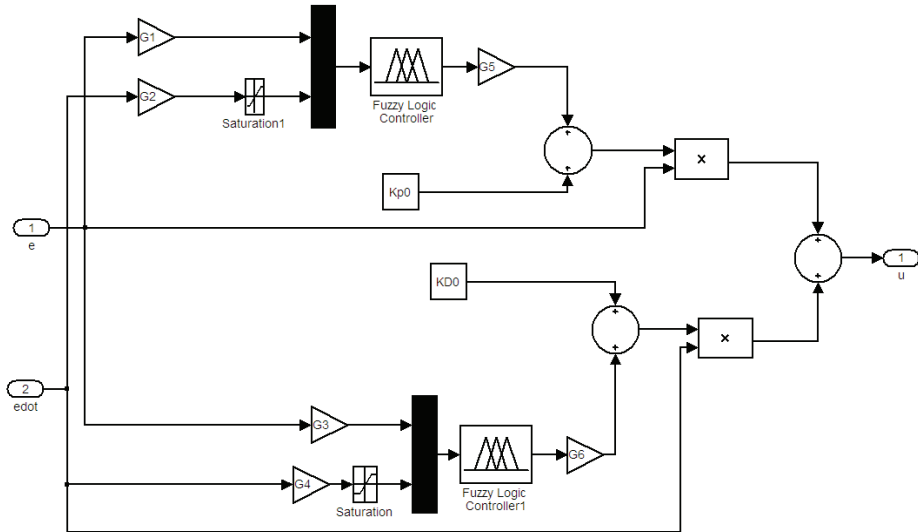 G1
G2
Saturation1
Fuzzy Logic
Controller
G5
+
+
×
Kp0
1
e
+
+
1
u
KD0
+
+
×
2
edot
G3
G4
Saturation
Fuzzy Logic
Controller1
G6